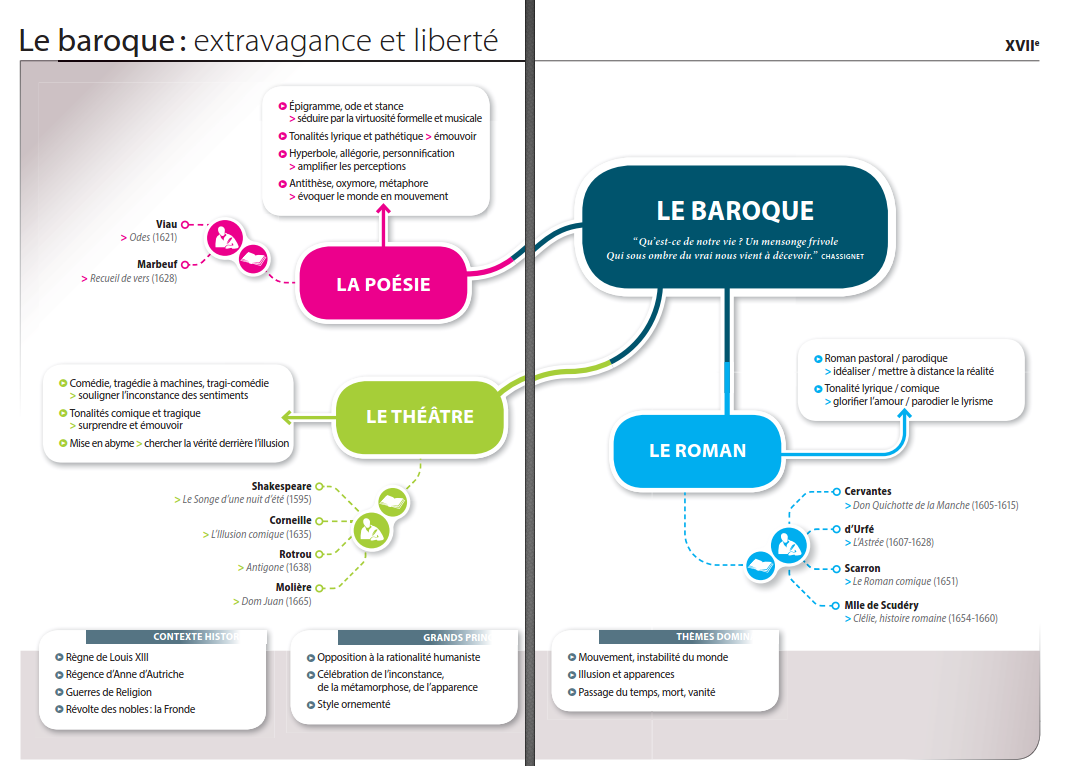 Le baroque : extravagance et liberté
XVIIe
Épigramme, ode et stance
> séduire par la virtuosité formelle et musicale
Tonalités lyrique et pathétique > émouvoir
Hyperbole, allégorie, personnification
> amplifier les perceptions
Antithèse, oxymore, métaphore
> évoquer le monde en mouvement
Viau
> Odes (1621)
Marbeuf
> Recueil de vers (1628)
LA POÉSIE
LE BAROQUE
“ Qu’est-ce de notre vie ? Un mensonge frivole
Qui sous ombre du vrai nous vient à décevoir.” CHASSIGNET
Comédie, tragédie à machines, tragi-comédie
> souligner l’inconstance des sentiments
Tonalités comique et tragique
> surprendre et émouvoir
Mise en abyme > chercher la vérité derrière l’illusion
LE THÉÂTRE
Shakespeare
> Le Songe d’une nuit d’été (1595)
Corneille
> L’Illusion comique (1635)
Rotrou
> Antigone (1638)
Molière
> Dom Juan (1665)
Roman pastoral / parodique
> idéaliser / mettre à distance la réalité
Tonalité lyrique / comique
> glorifier l’amour / parodier le lyrisme
LE ROMAN
Cervantes
> Don Quichotte de la Manche (1605-1615)
d’Urfé
> L’Astrée (1607-1628)
Scarron
> Le Roman comique (1651)
Mlle de Scudéry
> Clélie, histoire romaine (1654-1660)
CONTEXTE HISTOR
Règne de Louis XIII
Régence d’Anne d’Autriche
Guerres de Religion
Révolte des nobles : la Fronde
GRANDS PRIN
Opposition à la rationalité humaniste
Célébration de l’inconstance,
de la métamorphose, de l’apparence
Style ornementé
THÈMES DOMIN
Mouvement, instabilité du monde
Illusion et apparences
Passage du temps, mort, vanité